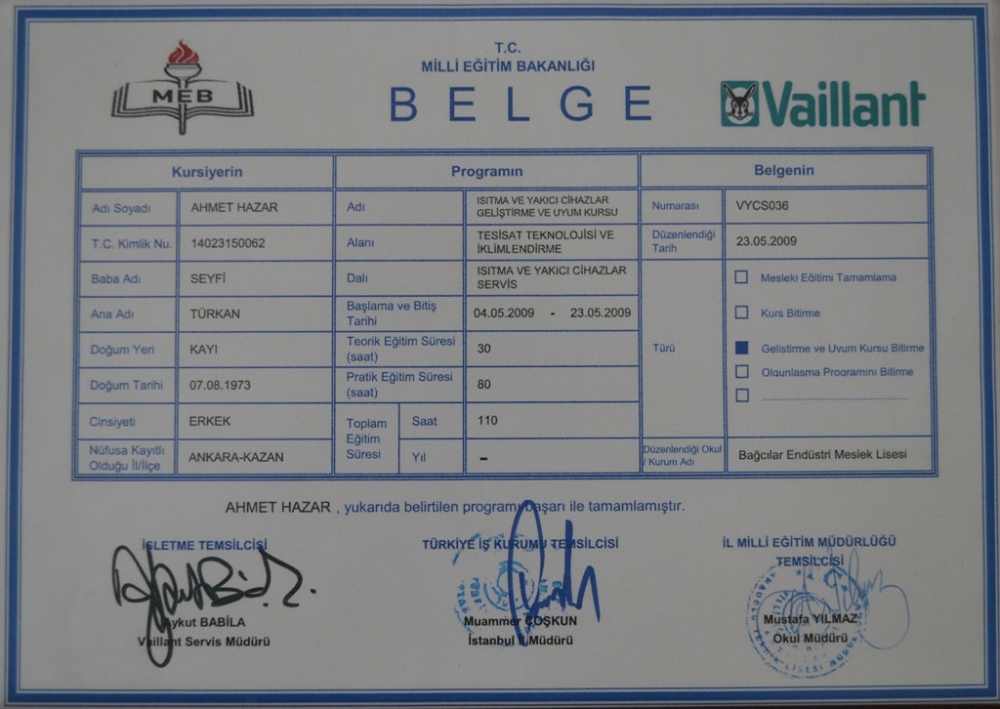 T.C.
MİLLİ EĞİTİM BAKANLIĞI
BELGE
MEB
Vaillant
Kursiyerin
Programın
Belgenin
Adı Soyadı
AHMET HAZAR
Adı
ISITMA VE YAKICI CİHAZLAR
GELİŞTİRME VE UYUM KURSU
Numarası
VYCS036
T.C. Kimlik Nu.
14023150062
Alanı
TESİSAT TEKNOLOJİSİ VE
İKLİMLENDİRME
Düzenlendiği
Tarih
23.05.2009
Baba Adı
SEYFİ
Dalı
ISITMA VE YAKICI CİHAZLAR
SERVİS
Türü
Mesleki Eğitimi Tamamlama
Kurs Bitirme
Geliştirme ve Uyum Kursu Bitirme
Olgunlaşma Programını Bitirme
Ana Adı
TÜRKAN
Başlama ve Bitiş
Tarihi
04.05.2009 - 23.05.2009
Doğum Yeri
KAYI
Teorik Eğitim Süresi
(saat)
30
Doğum Tarihi
07.08.1973
Pratik Eğitim Süresi
(saat)
80
Cinsiyeti
ERKEK
Toplam
Eğitim
Süresi
Saat
110
Yıl
–
Nüfusa Kayıtlı
Olduğu İl/İlçe
ANKARA-KAZAN
Düzenlendiği Okul
/ Kurum Adı
Bağcılar Endüstri Meslek Lisesi
AHMET HAZAR , yukarıda belirtilen programı başarı ile tamamlamıştır.
İŞLETME TEMSİLCİSİ
Aykut BABİLA
Vaillant Servis Müdürü
TÜRKİYE İŞ KURUMU TEMSİLCİSİ
Muammer COŞKUN
İstanbul İl Müdürü
İL MİLLİ EĞİTİM MÜDÜRLÜĞÜ
TEMSİLCİSİ
Mustafa YILMAZ
Okul Müdürü